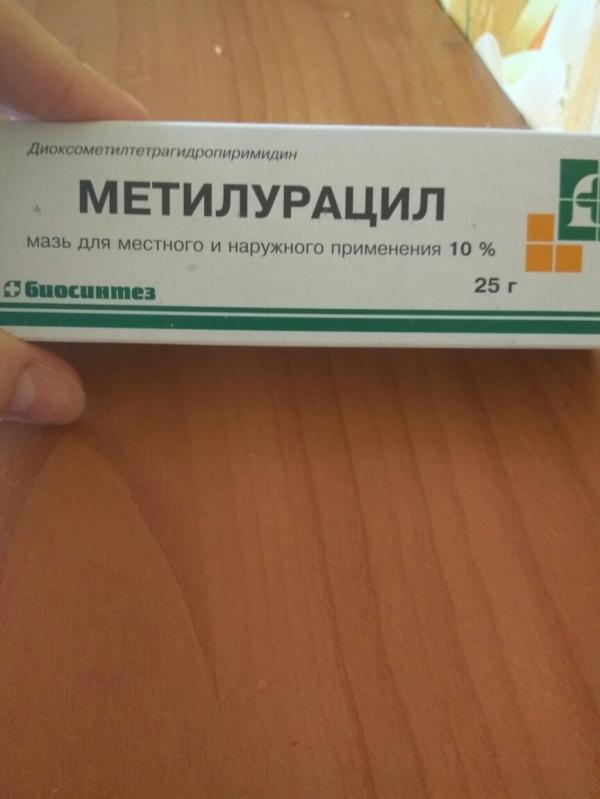 Диоксометилтетрагидропиримидин
МЕТИЛУРАЦИЛ
мазь для местного и наружного применения 10 %
25 г
биосинтез